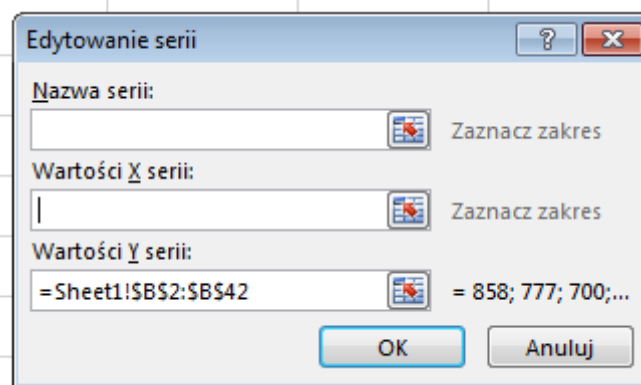 Edytowanie serii
Nazwa serii:
Zaznacz zakres
Wartości X serii:
Zaznacz zakres
Wartości Y serii:
=Sheet1!$B$2:$B$42 = 858; 777; 700;...
OK Anuluj